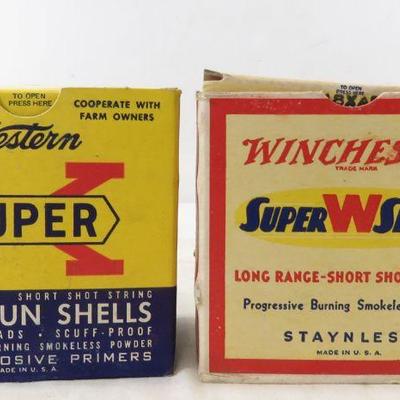 TO OPEN
PRESS HERE
COOPERATE WITH
FARM OWNERS
estern
UPER X
SHORT SHOT STRING
UN SHELLS
ADS · SCUFF-PROOF
RNING SMOKELESS POWDER
OSIVE PRIMERS
ADE IN U. S. A.
TO OPEN
PRESS HERE
WINCHES
TRADE MARK
SUPER W S
LONG RANGE-SHORT SHO
Progressive Burning Smokele
STAYNLES
MADE IN U. S. A.